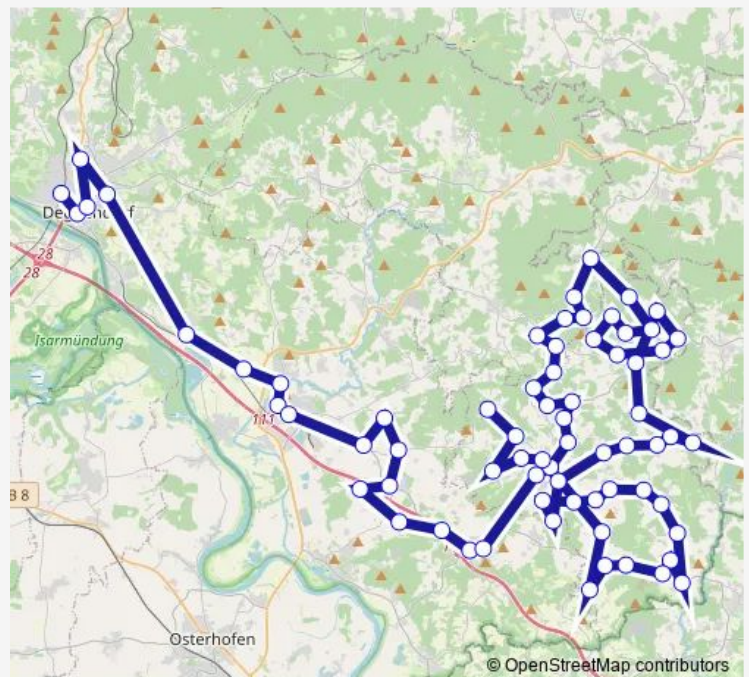 Deggendorf
28
28
Isarmündung
111
B 8
Osterhofen
© OpenStreetMap contributors